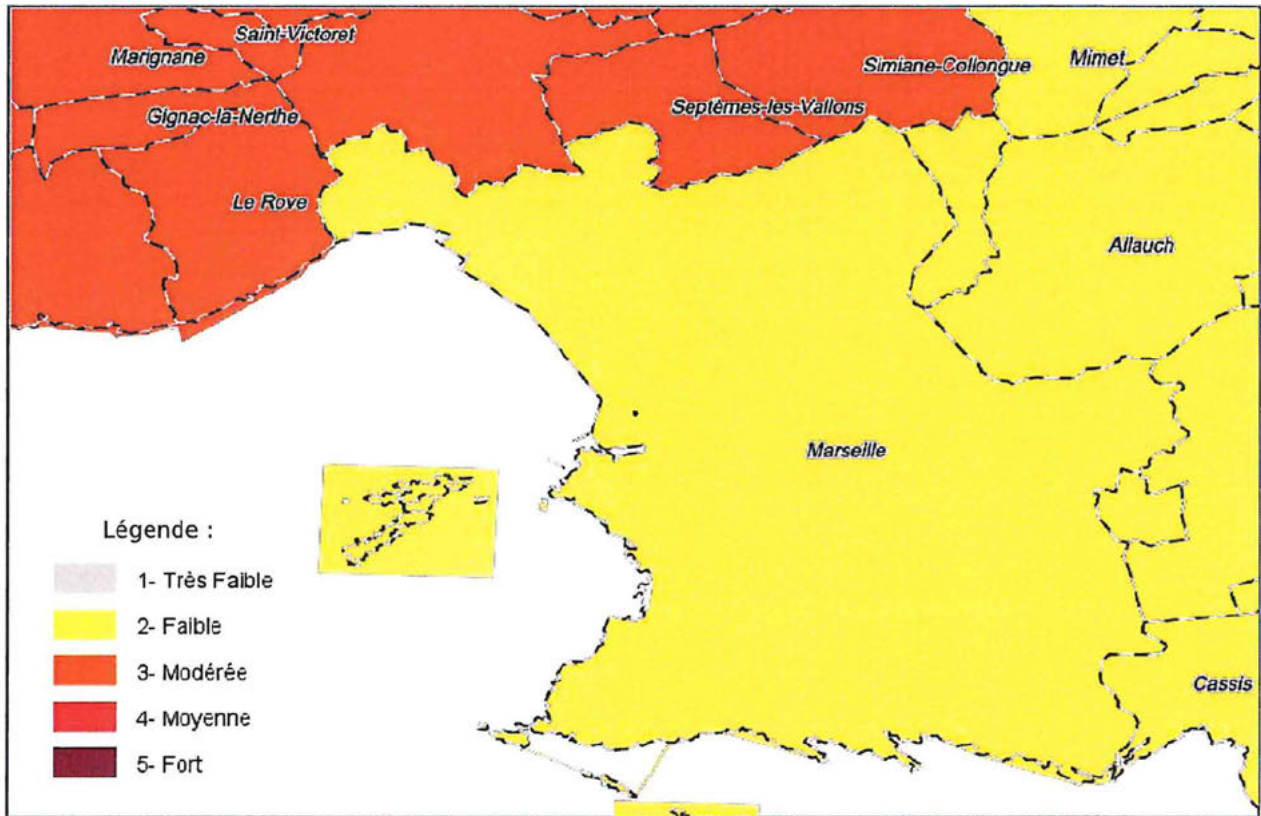 Saint-Victoret
Marignane
Simiane-Collongue
Mimet
Gignac-la-Nerthe
Septèmes-les-Vallons
Le Rove
Allauch
Marseille
Légende :
1- Très Faible
2- Faible
3- Modérée
4- Moyenne
Cassis
5- Fort